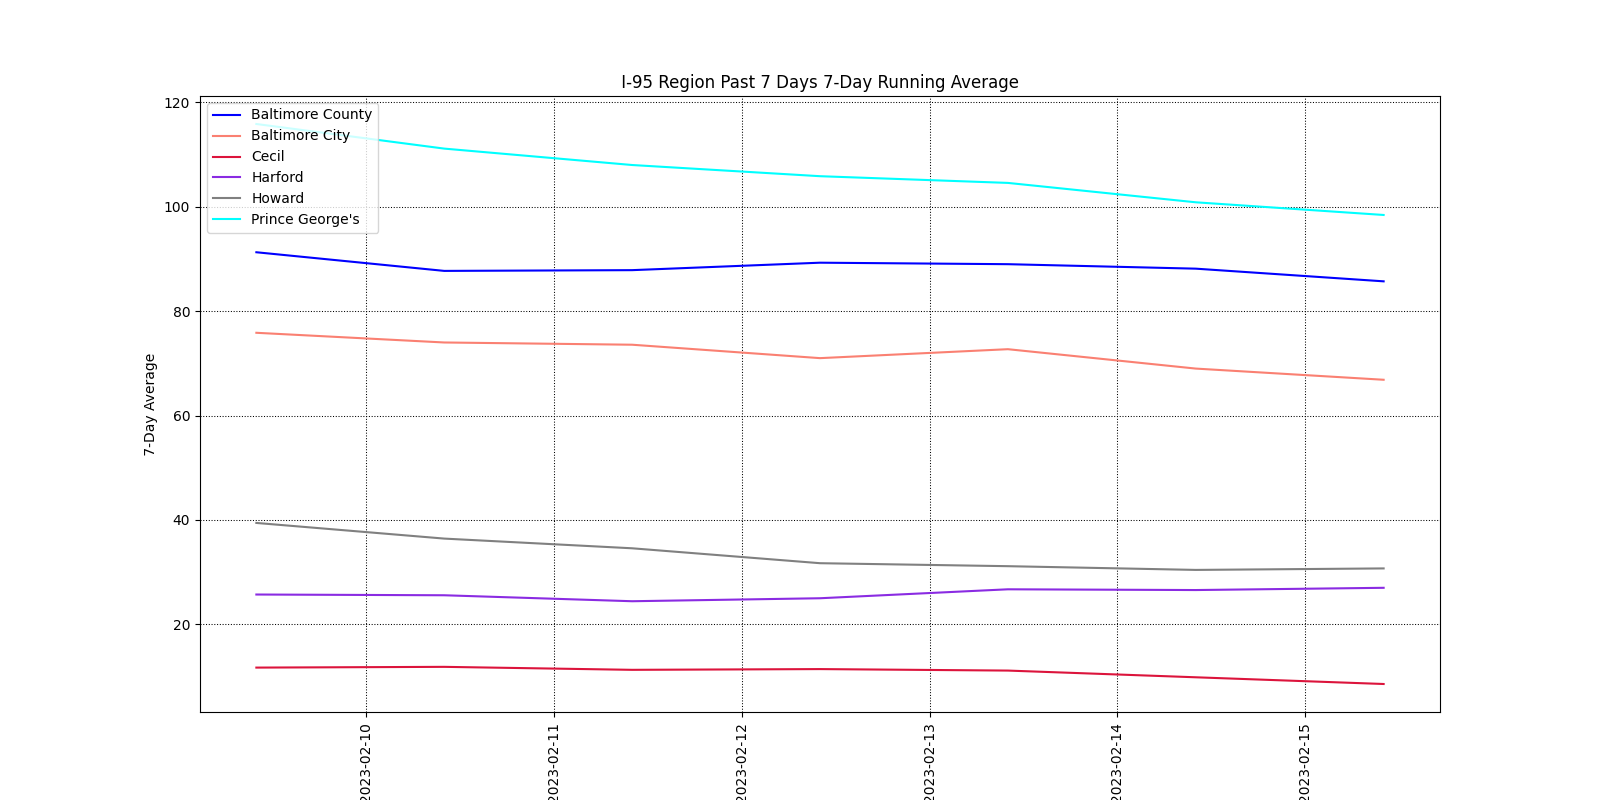 I-95 Region Past 7 Days 7-Day Running Average
Baltimore County
Baltimore City
Cecil
Harford
Howard
Prince George's
7-Day Average
120
100
80
60
40
20
2023-02-10
2023-02-11
2023-02-12
2023-02-13
2023-02-14
2023-02-15